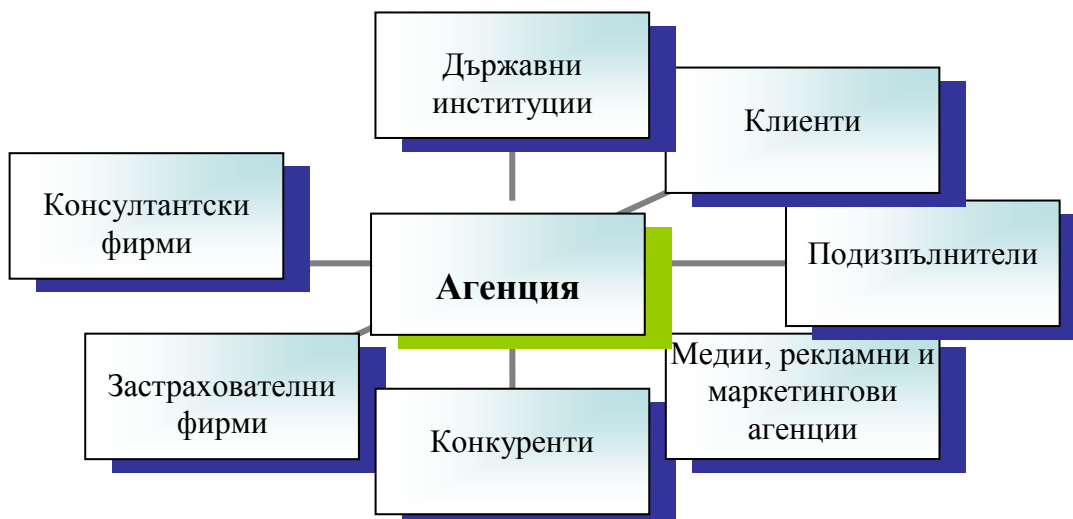 Държавни
институции
Клиенти
Консултантски
фирми
Подизпълнители
Агенция
Медии, рекламни и
маркетингови
агенции
Застрахователни
фирми
Конкуренти